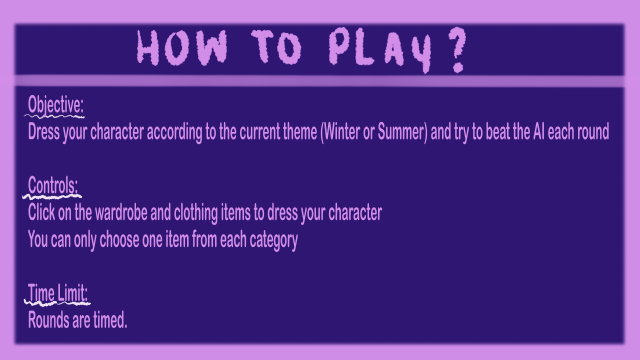 HOW TO PLAY?
Objective:
Dress your character according to the current theme (Winter or Summer) and try to beat the AI each round
Controls:
Click on the wardrobe and clothing items to dress your character
You can only choose one item from each category
Time Limit:
Rounds are timed.